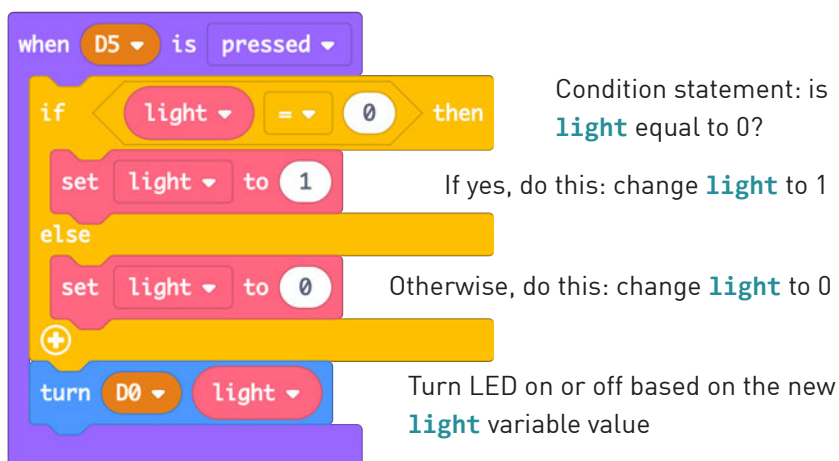 when D5 is pressed
if light = 0 then
Condition statement: is
light equal to 0?
set light to 1
If yes, do this: change light to 1
else
set light to 0
Otherwise, do this: change light to 0
turn D0 light
Turn LED on or off based on the new
light variable value